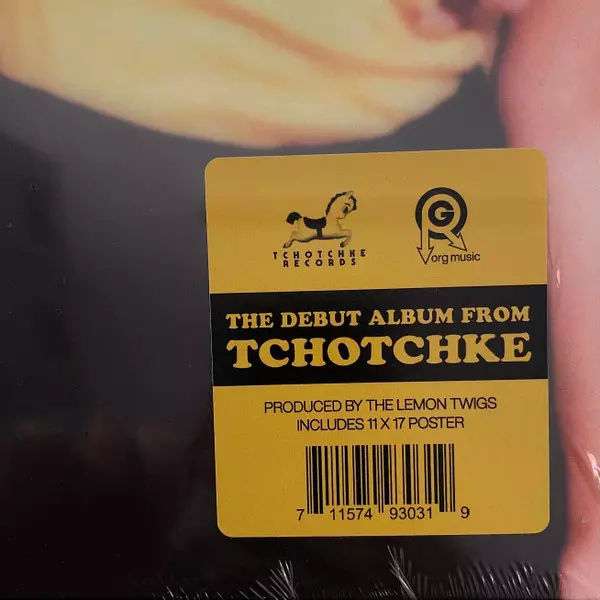 TCHOTCHKE
RECORDS
ORG
org music
THE DEBUT ALBUM FROM
TCHOTCHKE
PRODUCED BY THE LEMON TWIGS
INCLUDES 11 X 17 POSTER
7 11574 93031 9